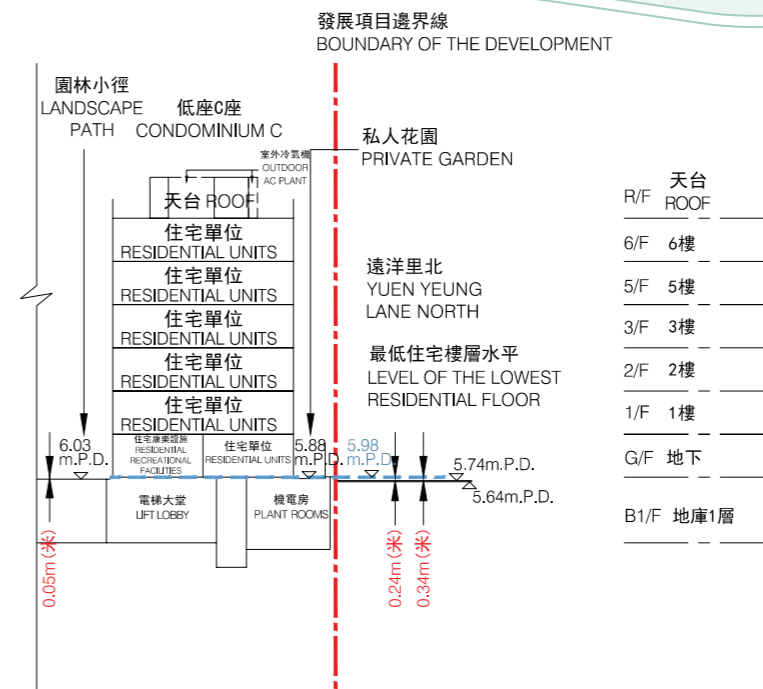 發展項目邊界線
BOUNDARY OF THE DEVELOPMENT
園林小徑
LANDSCAPE
PATH
低座C座
CONDOMINIUM C
室外冷氣機
OUTDOOR
AC PLANT
私人花園
PRIVATE GARDEN
天台 ROOF
住宅單位
RESIDENTIAL UNITS
住宅單位
RESIDENTIAL UNITS
住宅單位
RESIDENTIAL UNITS
住宅單位
RESIDENTIAL UNITS
住宅單位
RESIDENTIAL UNITS
遠洋里北
YUEN YEUNG
LANE NORTH
最低住宅樓層水平
LEVEL OF THE LOWEST
RESIDENTIAL FLOOR
6.03
m.P.D.
住宅康樂設施
RESIDENTIAL
RECREATIONAL
FACILITIES
住宅單位
RESIDENTIAL UNITS
5.88
m.P.D.
5.98
m.P.D.
5.74m.P.D.
5.64m.P.D.
電梯大堂
LIFT LOBBY
機電房
PLANT ROOMS
0.05m (米)
0.24m (米)
0.34m (米)
R/F 天台
ROOF
6/F 6樓
5/F 5樓
3/F 3樓
2/F 2樓
1/F 1樓
G/F 地下
B1/F 地庫1層